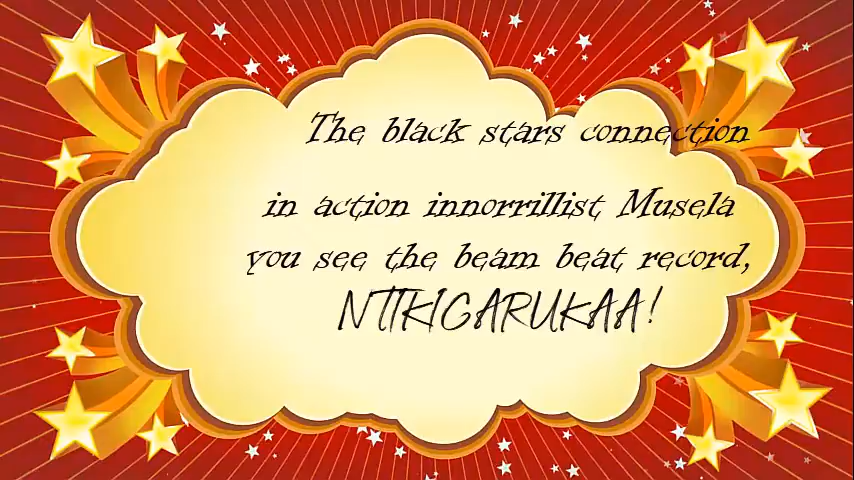 The black stars connection
in action innorrillist Musela
you see the beam beat record,
NTIKIGARUKAA!